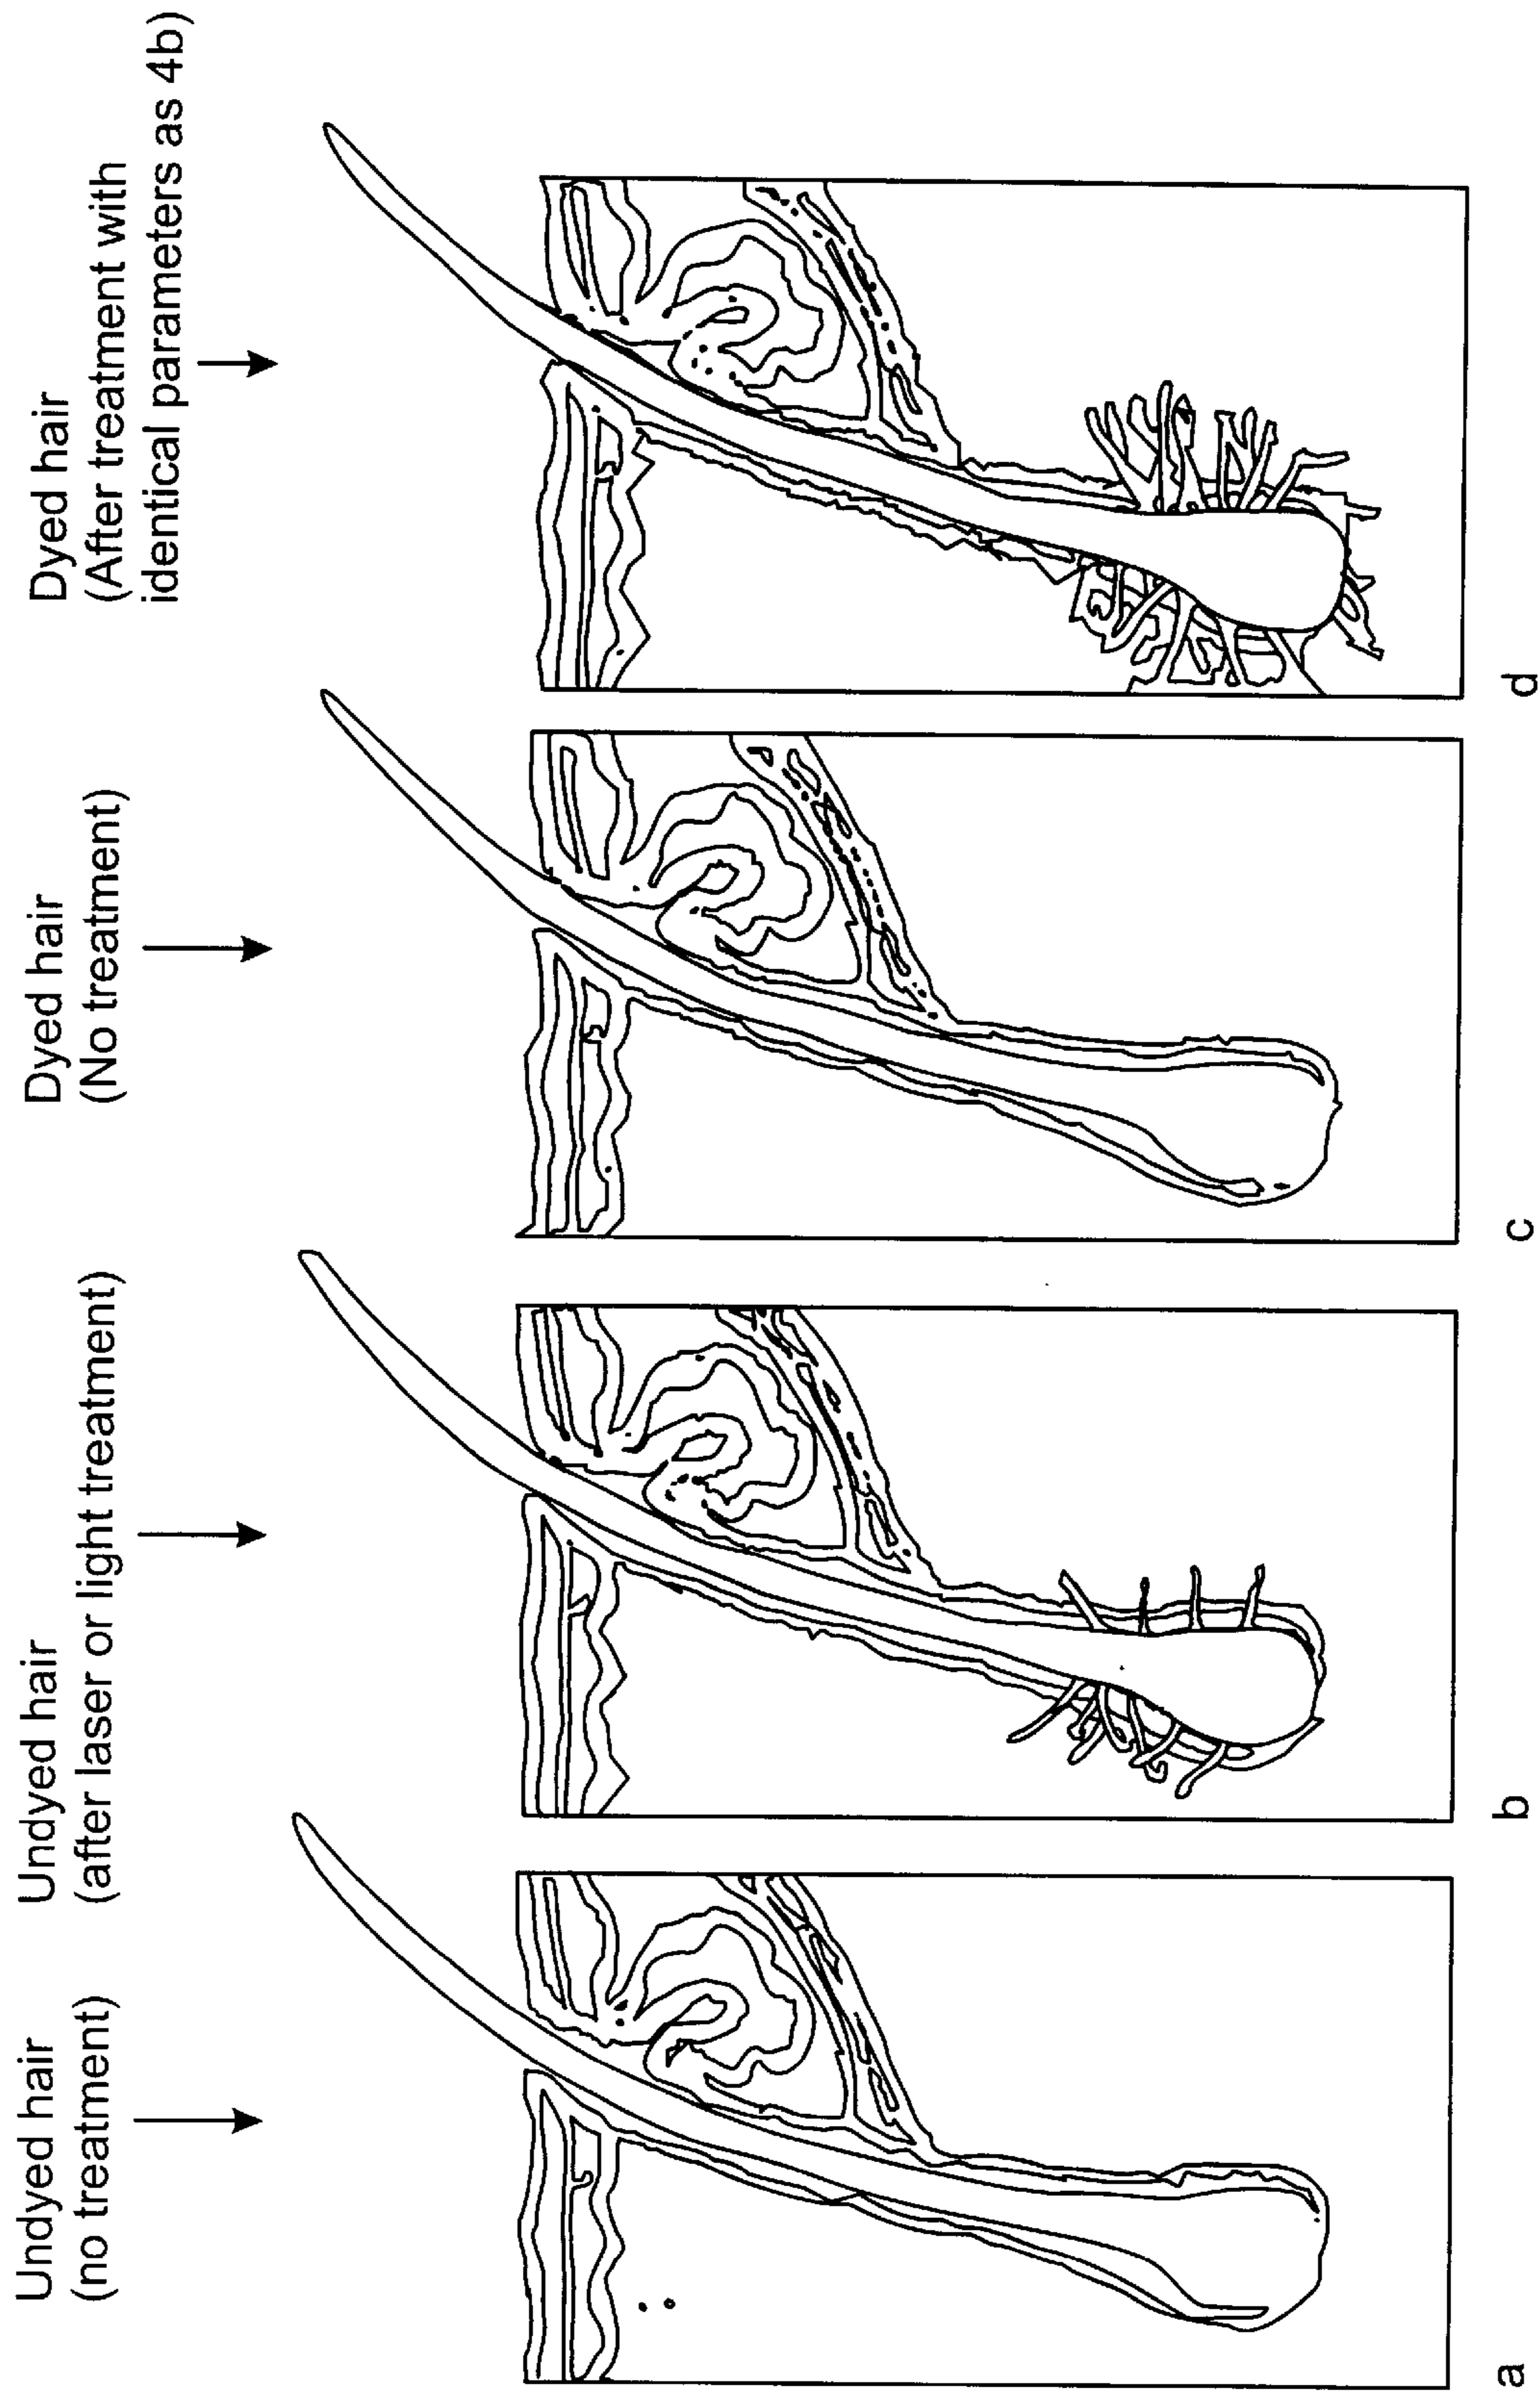 Undyed hair
(no treatment)
Undyed hair
(after laser or light treatment)
Dyed hair
(No treatment)
Dyed hair
(After treatment with
identical parameters as 4b)
a
b
c
d